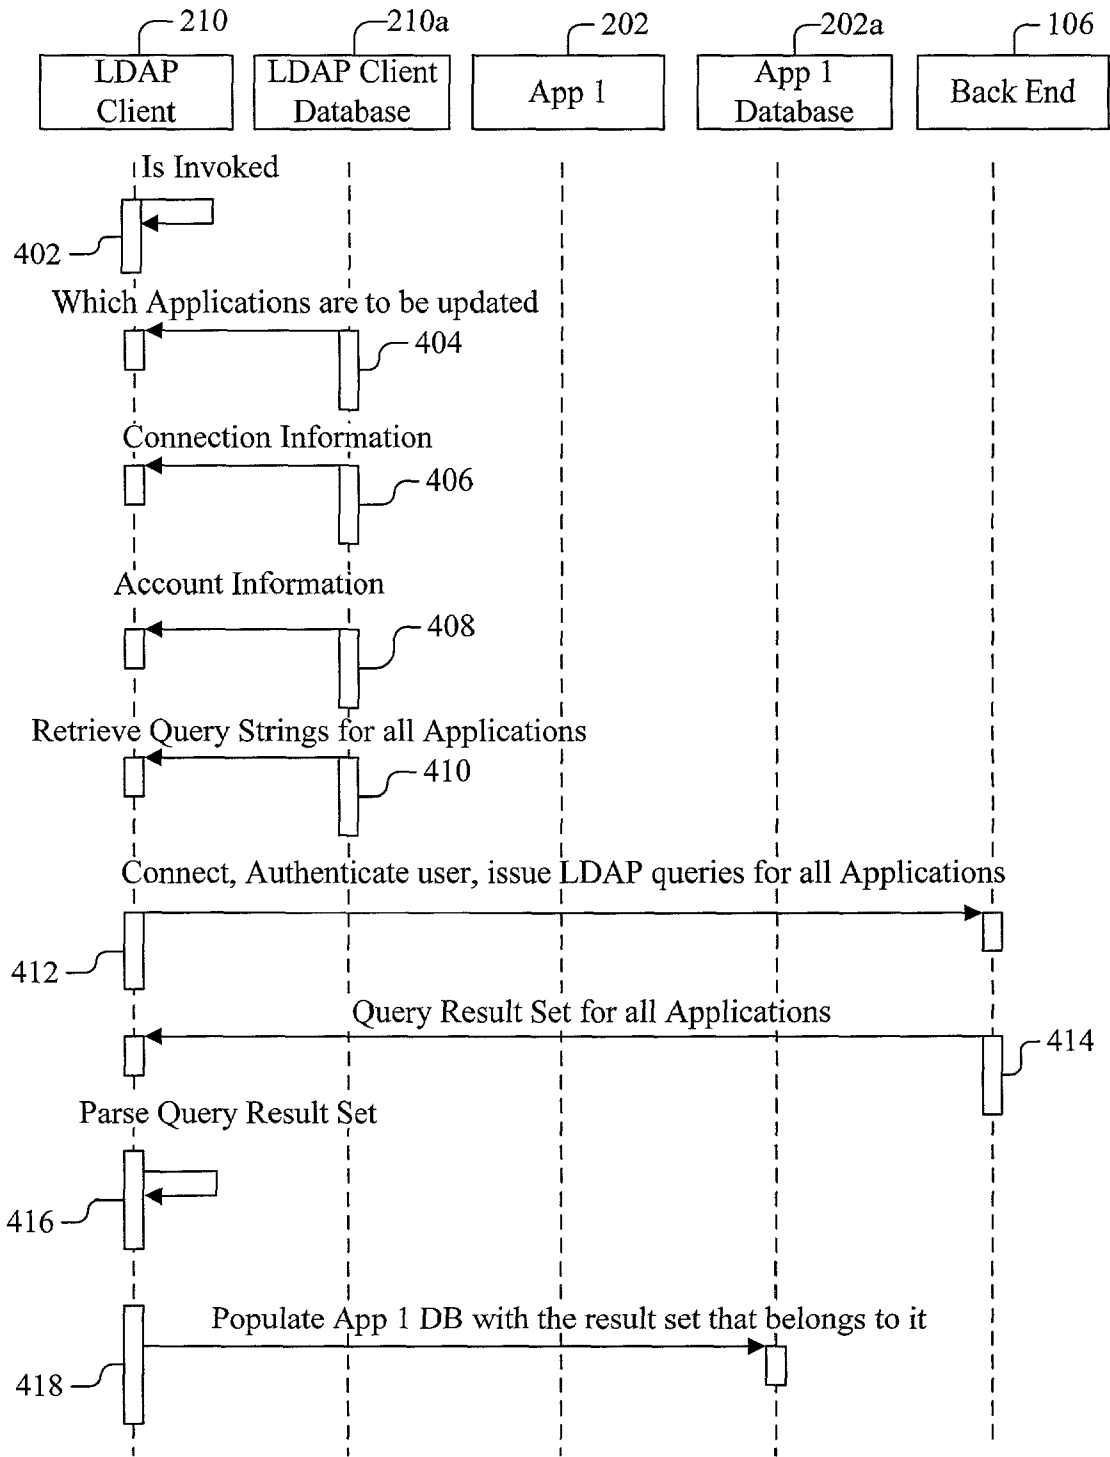 210
210a
202
202a
106
LDAP
Client
LDAP Client
Database
App 1
App 1
Database
Back End
Is Invoked
402
Which Applications are to be updated
404
Connection Information
406
Account Information
408
Retrieve Query Strings for all Applications
410
Connect, Authenticate user, issue LDAP queries for all Applications
412
Query Result Set for all Applications
414
Parse Query Result Set
416
Populate App 1 DB with the result set that belongs to it
418